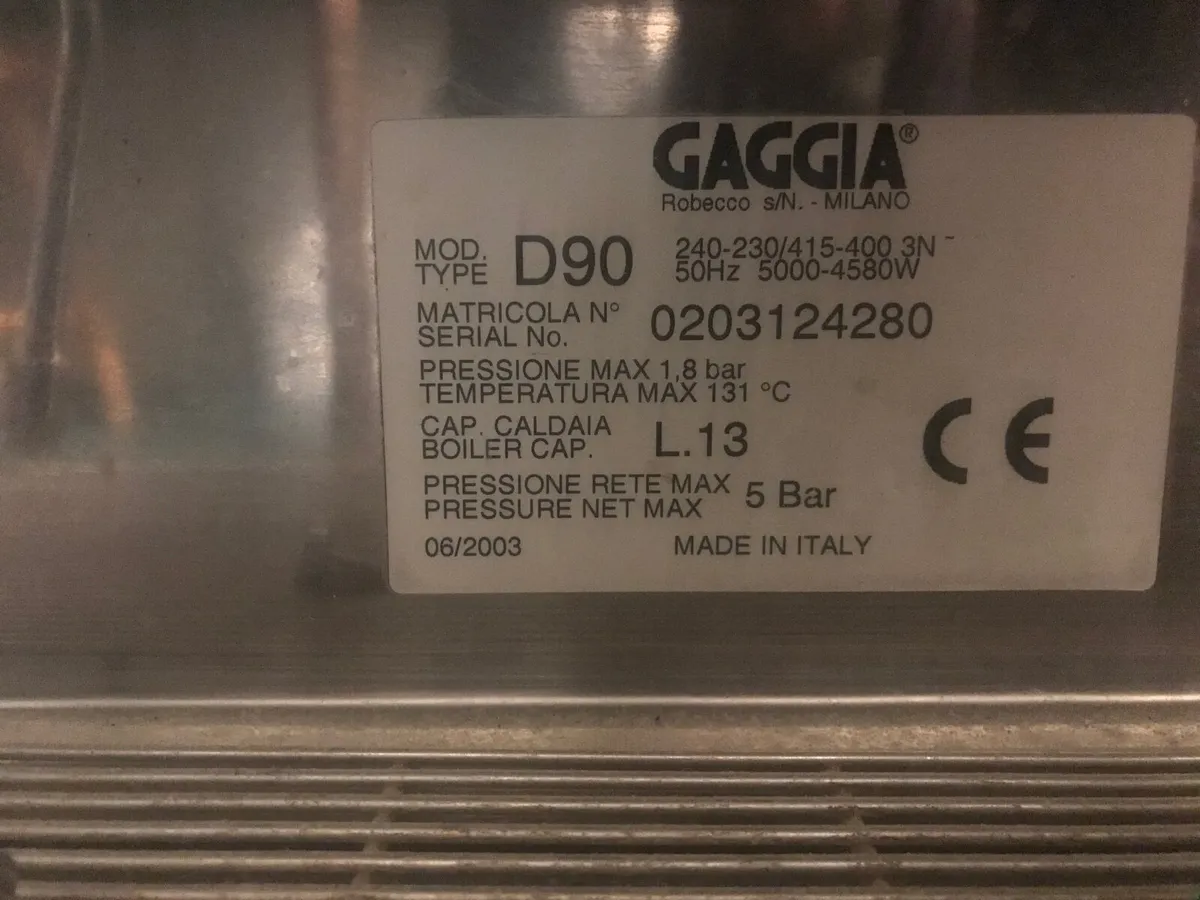 GAGGIA®
Robecco s/N. - MILANO
MOD.
TYPE
D90
240-230/415-400 3N~
50Hz 5000-4580W
MATRICOLA N°
SERIAL No.
0203124280
PRESSIONE MAX 1,8 bar
TEMPERATURA MAX 131 °C
CAP. CALDAIA
BOILER CAP.
L.13
PRESSIONE RETE MAX
PRESSURE NET MAX
5 Bar
CE
06/2003
MADE IN ITALY